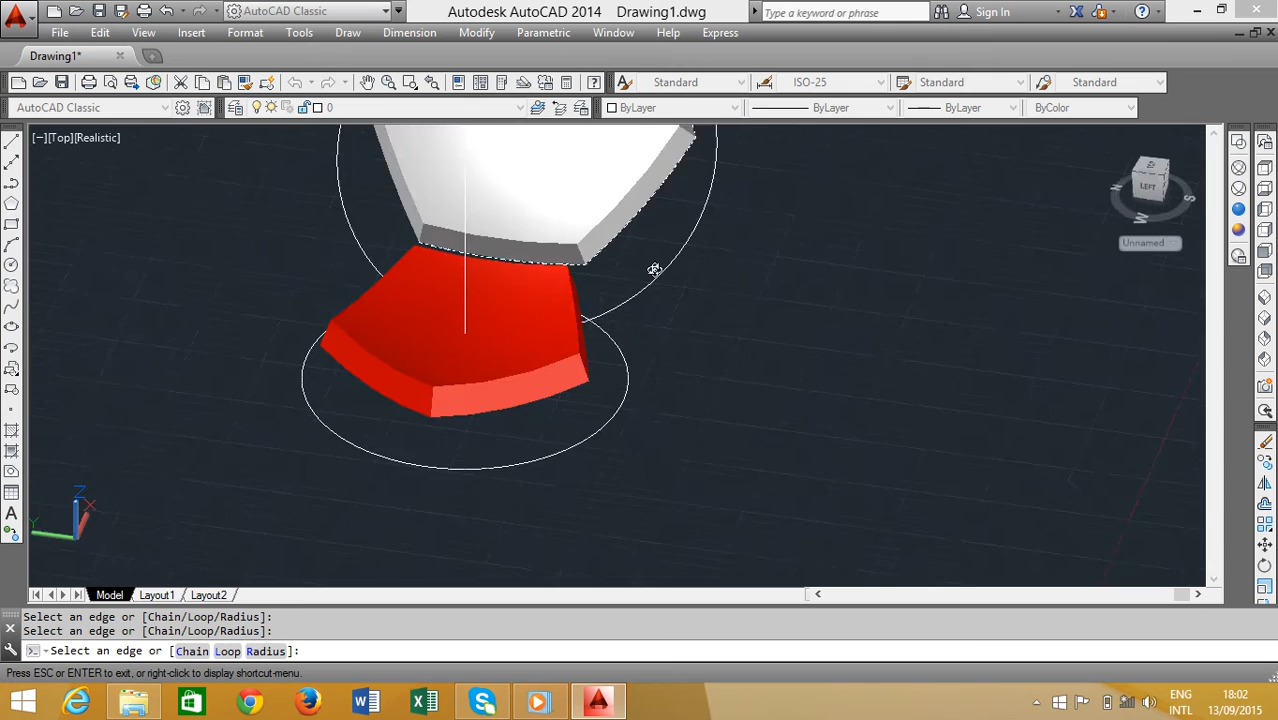 Autodesk AutoCAD 2014 Drawing1.dwg
AutoCAD Classic
Type a keyword or phrase
Sign In
File Edit View Insert Format Tools Draw Dimension Modify Parametric Window Help Express
Drawing1*
Standard
ISO-25
Standard
Standard
AutoCAD Classic
0
ByLayer
ByLayer
ByLayer
ByColor
[−][Top][Realistic]
LEFT
N
S
W
Unnamed
Z
X
Y
Model Layout1 Layout2
Select an edge or [Chain/Loop/Radius]:
Select an edge or [Chain/Loop/Radius]:
Select an edge or [Chain Loop Radius]:
Press ESC or ENTER to exit, or right-click to display shortcut-menu.
ENG 18:02
INTL 13/09/2015